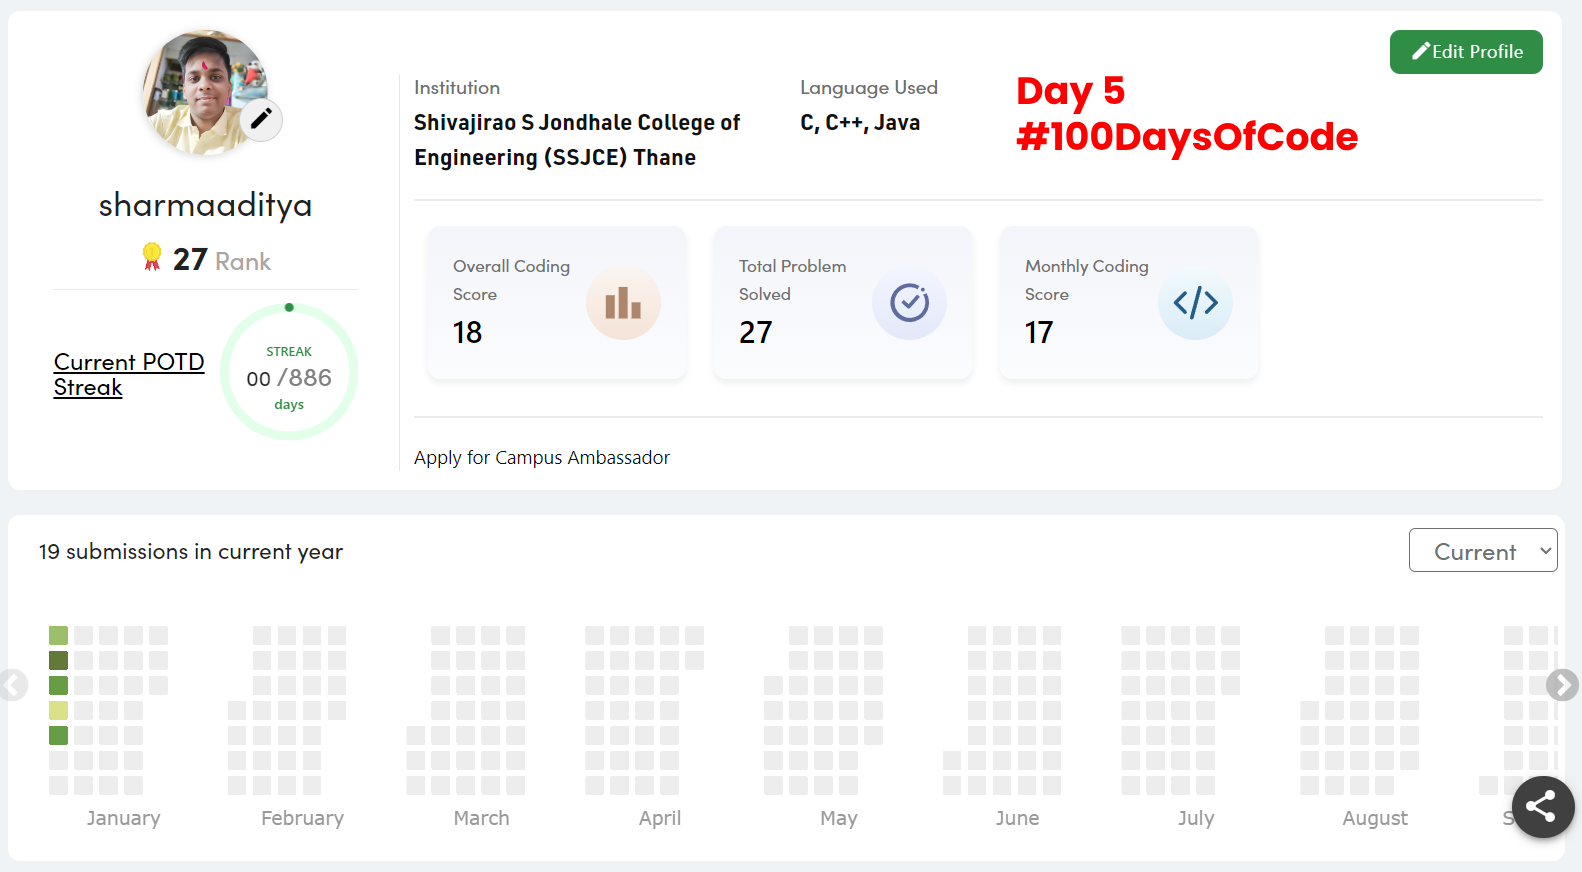 Edit Profile
Institution
Shivajirao S Jondhale College of
Engineering (SSJCE) Thane
Language Used
C, C++, Java
Day 5
#100DaysOfCode
sharmaaditya
27 Rank
Current POTD
Streak
STREAK
00 /886
days
Overall Coding
Score
18
Total Problem
Solved
27
Monthly Coding
Score
17
Apply for Campus Ambassador
19 submissions in current year
Current
January
February
March
April
May
June
July
August